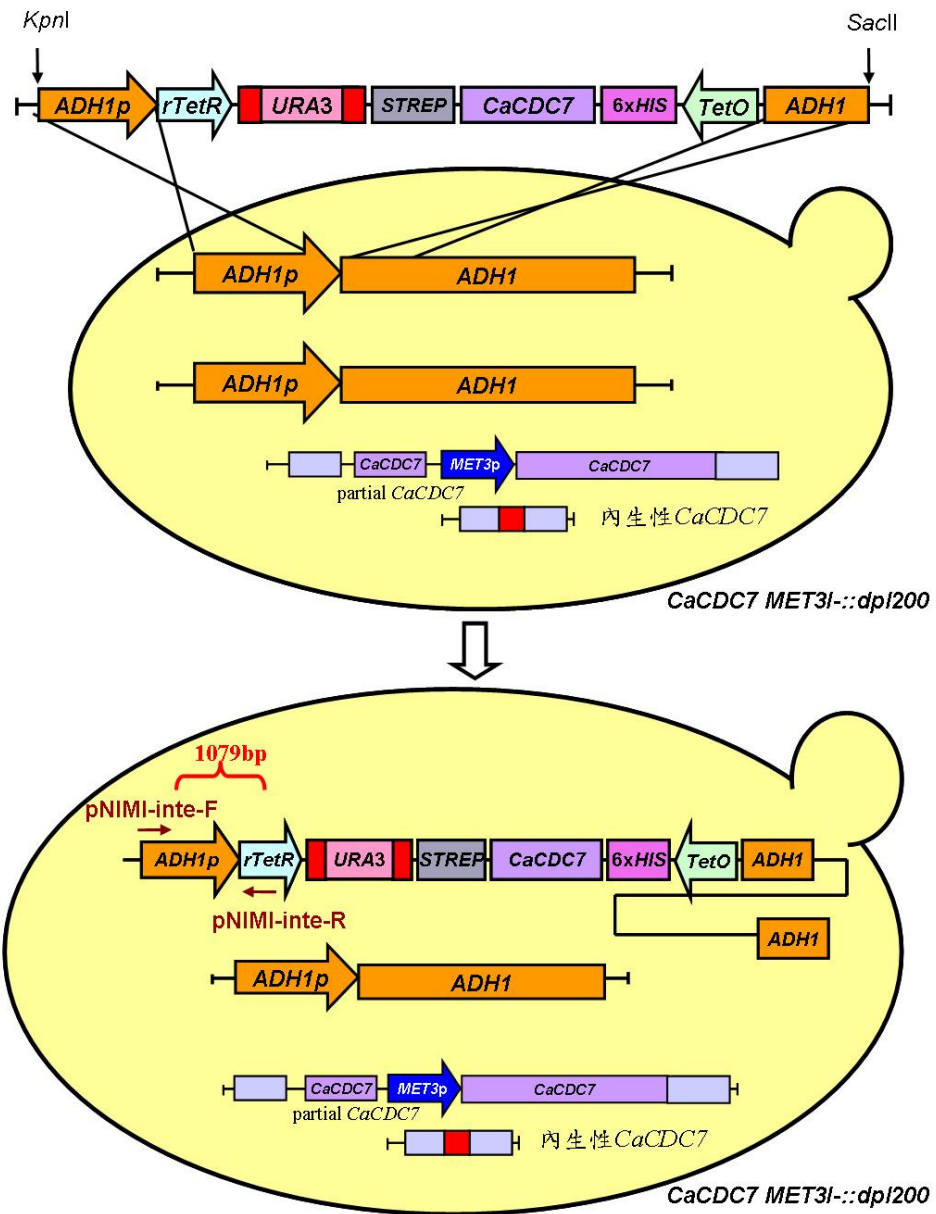 KpnI
SacII
ADH1p rTetR URA3 STREP CaCDC7 6xHIS TetO ADH1
ADH1p ADH1
ADH1p ADH1
CaCDC7 MET3p CaCDC7
partial CaCDC7
內生性CaCDC7
CaCDC7 MET3/-::dpl200
1079bp
pNIMI-inte-F
ADH1p rTetR URA3 STREP CaCDC7 6xHIS TetO ADH1
pNIMI-inte-R
ADH1
ADH1p ADH1
CaCDC7 MET3p CaCDC7
partial CaCDC7
內生性CaCDC7
CaCDC7 MET3/-::dpl200